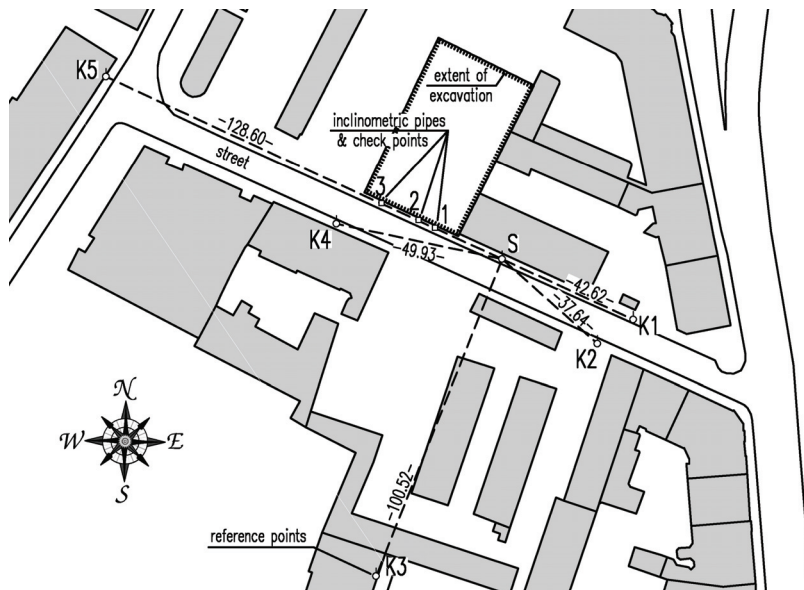 K5
extent of
excavation
inclinometric pipes
& check points
-128.60-
street
3
2
1
K4
-49.93-
S
-42.62-
K1
-37.64-
K2
N
W
E
S
-100.52-
reference points
K3